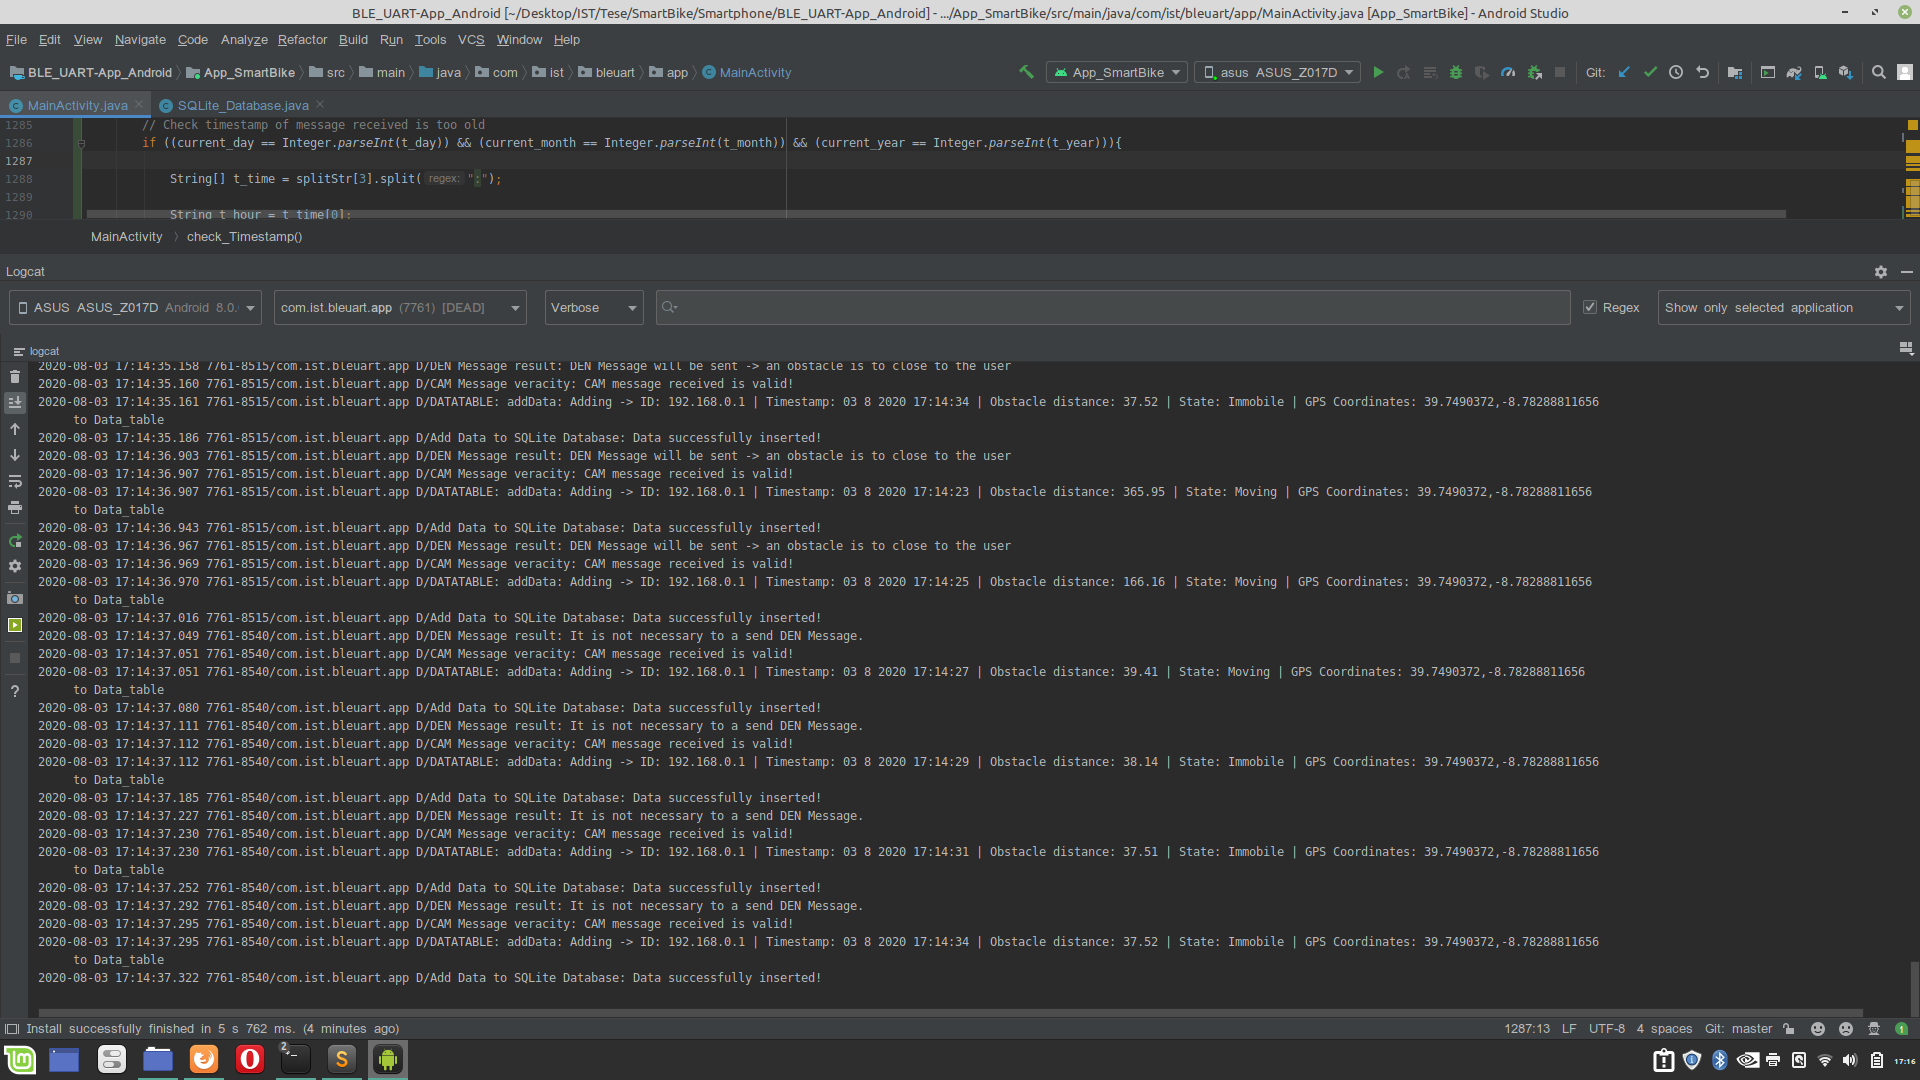 BLE_UART-App_Android [~/Desktop/IST/Tese/SmartBike/Smartphone/BLE_UART-App_Android] - .../App_SmartBike/src/main/java/com/ist/bleuart/app/MainActivity.java [App_SmartBike] - Android Studio
File Edit View Navigate Code Analyze Refactor Build Run Tools VCS Window Help
BLE_UART-App_Android App_SmartBike src main java com ist bleuart app MainActivity App_SmartBike asus ASUS_Z017D Git:
MainActivity.java SQLite_Database.java
1285 // Check timestamp of message received is too old
1286 if ((current_day == Integer.parseInt(t_day)) && (current_month == Integer.parseInt(t_month)) && (current_year == Integer.parseInt(t_year))){
1287
1288 String[] t_time = splitStr[3].split( regex: ":");
1289
1290 String t_hour = t_time[0];
MainActivity check_Timestamp()
Logcat
ASUS ASUS_Z017D Android 8.0. com.ist.bleuart.app (7761) [DEAD] Verbose Regex Show only selected application
logcat
2020-08-03 17:14:35.158 7761-8515/com.ist.bleuart.app D/DEN Message result: DEN Message will be sent -> an obstacle is to close to the user
2020-08-03 17:14:35.160 7761-8515/com.ist.bleuart.app D/CAM Message veracity: CAM message received is valid!
2020-08-03 17:14:35.161 7761-8515/com.ist.bleuart.app D/DATATABLE: addData: Adding -> ID: 192.168.0.1 | Timestamp: 03 8 2020 17:14:34 | Obstacle distance: 37.52 | State: Immobile | GPS Coordinates: 39.7490372,-8.78288811656
to Data_table
2020-08-03 17:14:35.186 7761-8515/com.ist.bleuart.app D/Add Data to SQLite Database: Data successfully inserted!
2020-08-03 17:14:36.903 7761-8515/com.ist.bleuart.app D/DEN Message result: DEN Message will be sent -> an obstacle is to close to the user
2020-08-03 17:14:36.907 7761-8515/com.ist.bleuart.app D/CAM Message veracity: CAM message received is valid!
2020-08-03 17:14:36.907 7761-8515/com.ist.bleuart.app D/DATATABLE: addData: Adding -> ID: 192.168.0.1 | Timestamp: 03 8 2020 17:14:23 | Obstacle distance: 365.95 | State: Moving | GPS Coordinates: 39.7490372,-8.78288811656
to Data_table
2020-08-03 17:14:36.943 7761-8515/com.ist.bleuart.app D/Add Data to SQLite Database: Data successfully inserted!
2020-08-03 17:14:36.967 7761-8515/com.ist.bleuart.app D/DEN Message result: DEN Message will be sent -> an obstacle is to close to the user
2020-08-03 17:14:36.969 7761-8515/com.ist.bleuart.app D/CAM Message veracity: CAM message received is valid!
2020-08-03 17:14:36.970 7761-8515/com.ist.bleuart.app D/DATATABLE: addData: Adding -> ID: 192.168.0.1 | Timestamp: 03 8 2020 17:14:25 | Obstacle distance: 166.16 | State: Moving | GPS Coordinates: 39.7490372,-8.78288811656
to Data_table
2020-08-03 17:14:37.016 7761-8515/com.ist.bleuart.app D/Add Data to SQLite Database: Data successfully inserted!
2020-08-03 17:14:37.049 7761-8540/com.ist.bleuart.app D/DEN Message result: It is not necessary to a send DEN Message.
2020-08-03 17:14:37.051 7761-8540/com.ist.bleuart.app D/CAM Message veracity: CAM message received is valid!
2020-08-03 17:14:37.051 7761-8540/com.ist.bleuart.app D/DATATABLE: addData: Adding -> ID: 192.168.0.1 | Timestamp: 03 8 2020 17:14:27 | Obstacle distance: 39.41 | State: Moving | GPS Coordinates: 39.7490372,-8.78288811656
to Data_table
2020-08-03 17:14:37.080 7761-8540/com.ist.bleuart.app D/Add Data to SQLite Database: Data successfully inserted!
2020-08-03 17:14:37.111 7761-8540/com.ist.bleuart.app D/DEN Message result: It is not necessary to a send DEN Message.
2020-08-03 17:14:37.112 7761-8540/com.ist.bleuart.app D/CAM Message veracity: CAM message received is valid!
2020-08-03 17:14:37.112 7761-8540/com.ist.bleuart.app D/DATATABLE: addData: Adding -> ID: 192.168.0.1 | Timestamp: 03 8 2020 17:14:29 | Obstacle distance: 38.14 | State: Immobile | GPS Coordinates: 39.7490372,-8.78288811656
to Data_table
2020-08-03 17:14:37.185 7761-8540/com.ist.bleuart.app D/Add Data to SQLite Database: Data successfully inserted!
2020-08-03 17:14:37.227 7761-8540/com.ist.bleuart.app D/DEN Message result: It is not necessary to a send DEN Message.
2020-08-03 17:14:37.230 7761-8540/com.ist.bleuart.app D/CAM Message veracity: CAM message received is valid!
2020-08-03 17:14:37.230 7761-8540/com.ist.bleuart.app D/DATATABLE: addData: Adding -> ID: 192.168.0.1 | Timestamp: 03 8 2020 17:14:31 | Obstacle distance: 37.51 | State: Immobile | GPS Coordinates: 39.7490372,-8.78288811656
to Data_table
2020-08-03 17:14:37.252 7761-8540/com.ist.bleuart.app D/Add Data to SQLite Database: Data successfully inserted!
2020-08-03 17:14:37.292 7761-8540/com.ist.bleuart.app D/DEN Message result: It is not necessary to a send DEN Message.
2020-08-03 17:14:37.295 7761-8540/com.ist.bleuart.app D/CAM Message veracity: CAM message received is valid!
2020-08-03 17:14:37.295 7761-8540/com.ist.bleuart.app D/DATATABLE: addData: Adding -> ID: 192.168.0.1 | Timestamp: 03 8 2020 17:14:34 | Obstacle distance: 37.52 | State: Immobile | GPS Coordinates: 39.7490372,-8.78288811656
to Data_table
2020-08-03 17:14:37.322 7761-8540/com.ist.bleuart.app D/Add Data to SQLite Database: Data successfully inserted!
Install successfully finished in 5 s 762 ms. (4 minutes ago) 1287:13 LF UTF-8 4 spaces Git: master 1
2 17:16